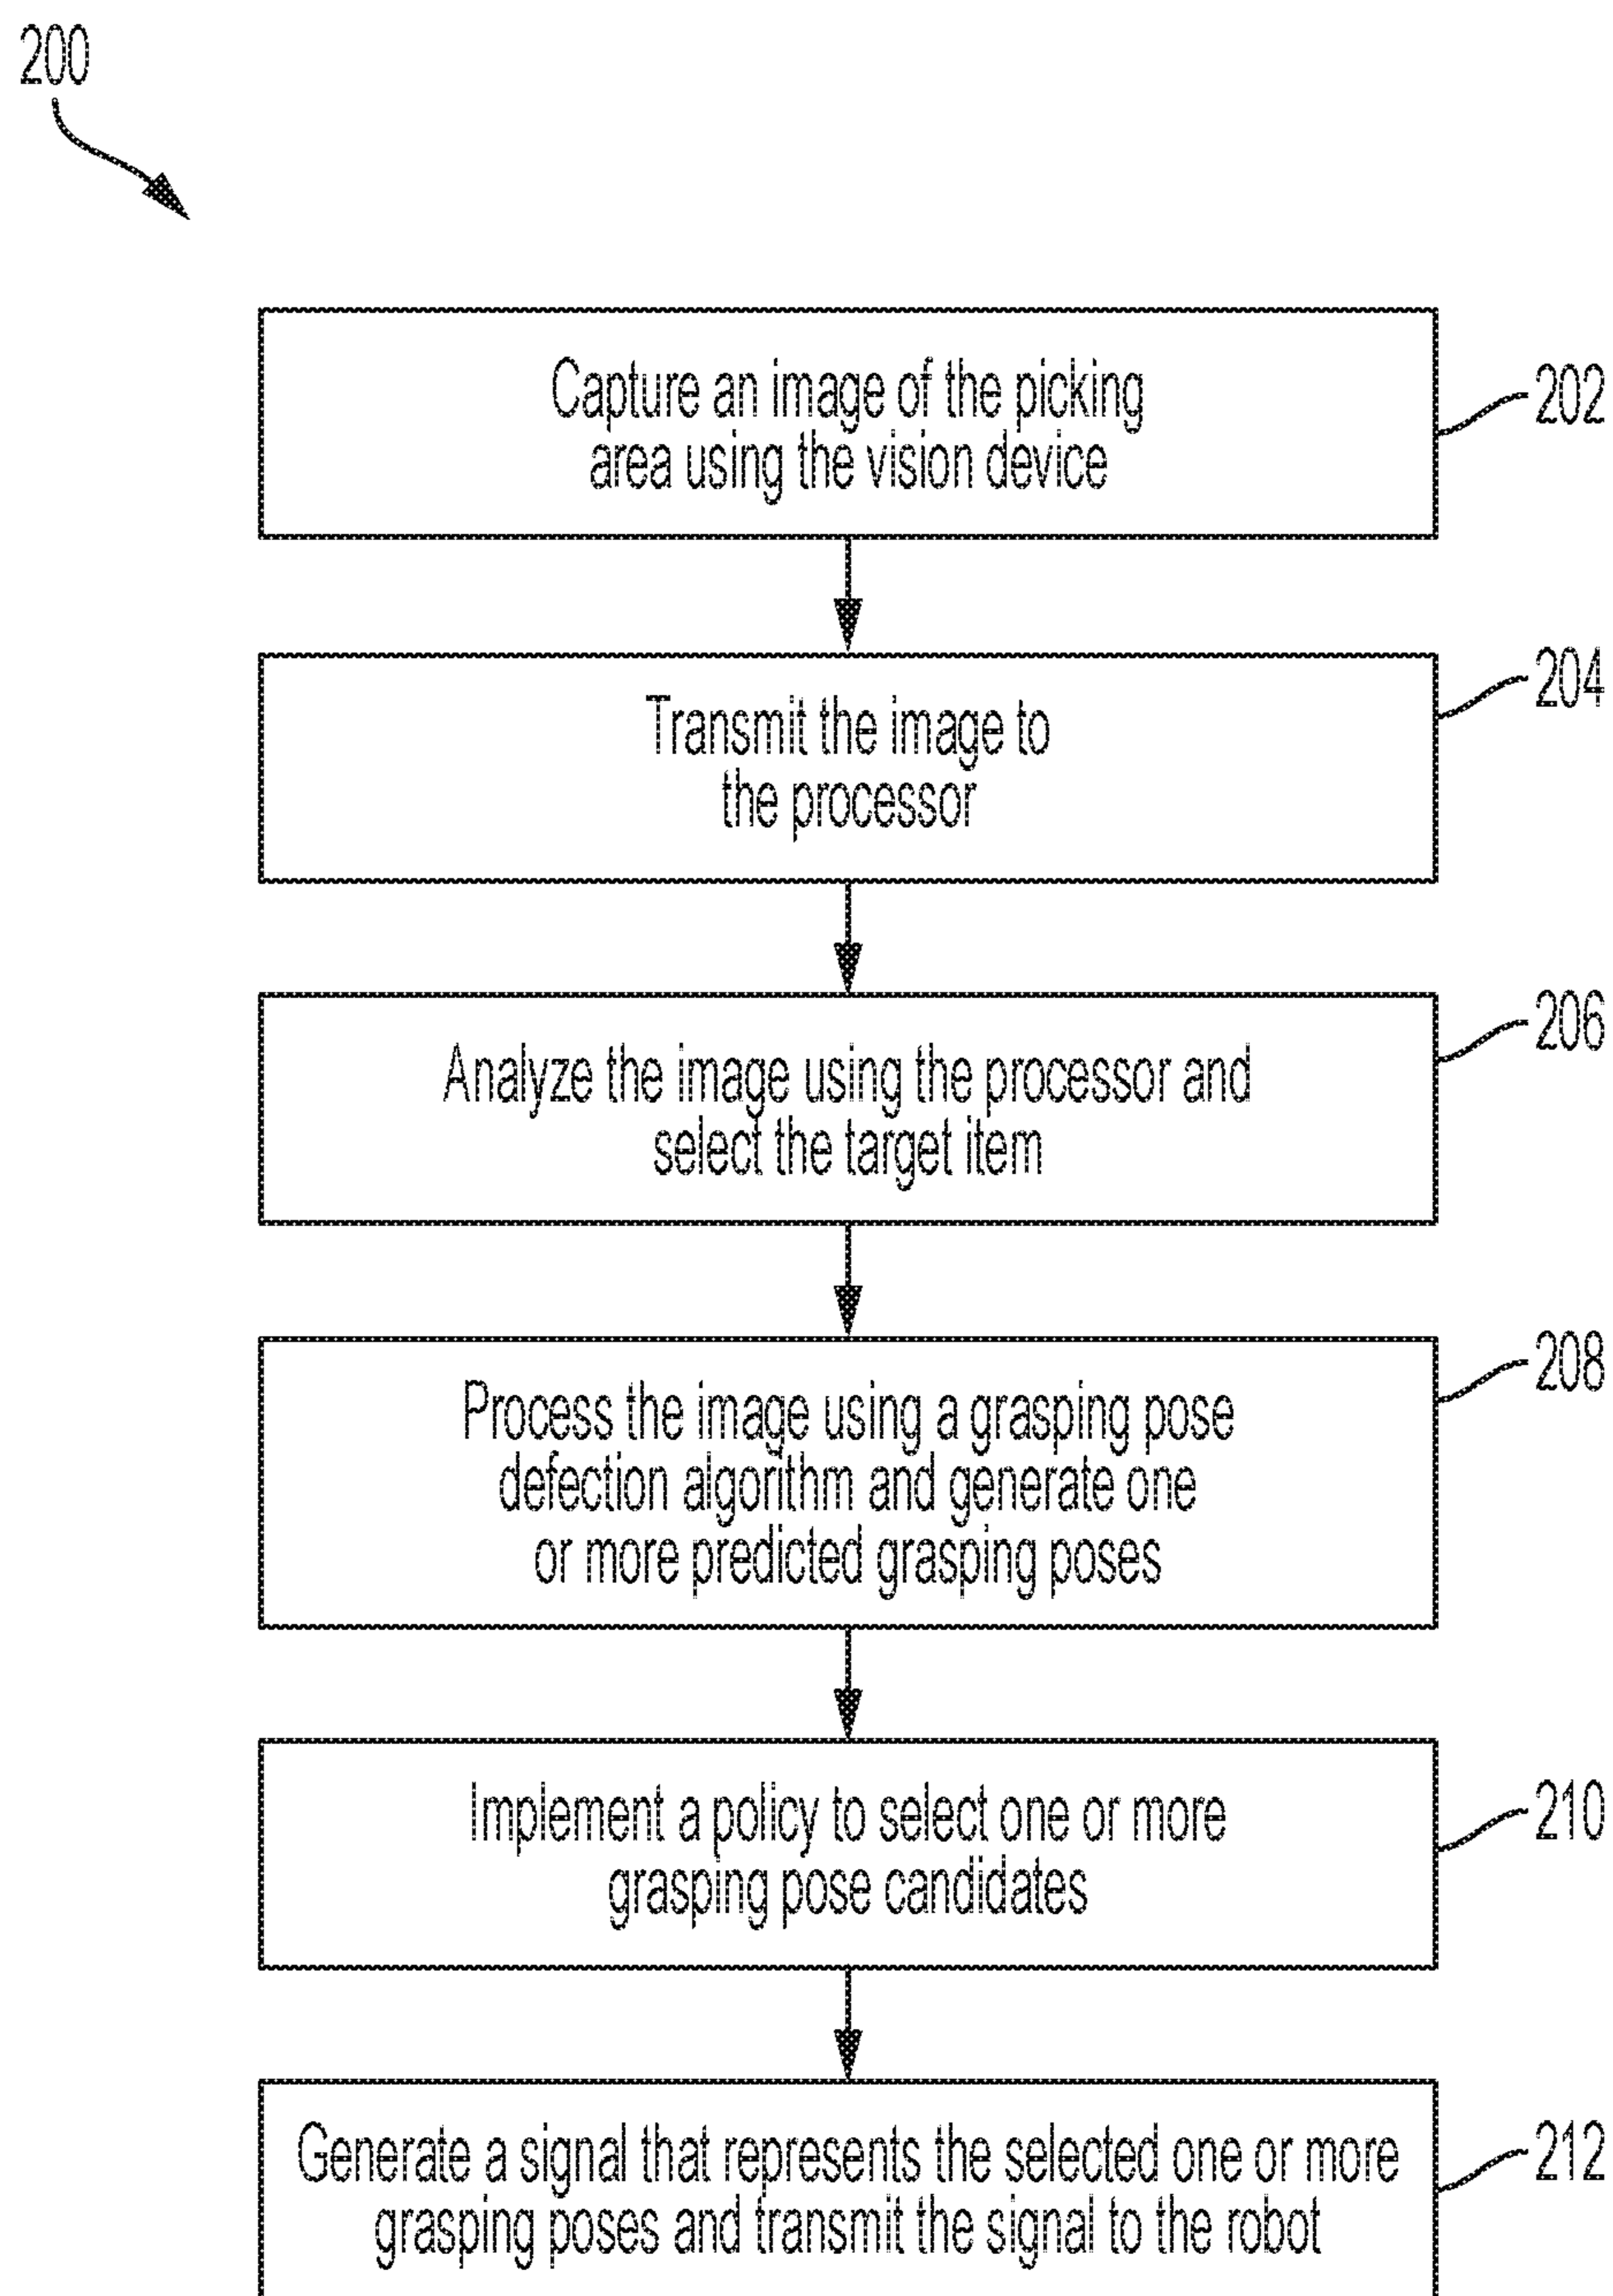 200
Capture an image of the picking
area using the vision device
202
Transmit the image to
the processor
204
Analyze the image using the processor and
select the target item
206
Process the image using a grasping pose
defection algorithm and generate one
or more predicted grasping poses
208
Implement a policy to select one or more
grasping pose candidates
210
Generate a signal that represents the selected one or more
grasping poses and transmit the signal to the robot
212